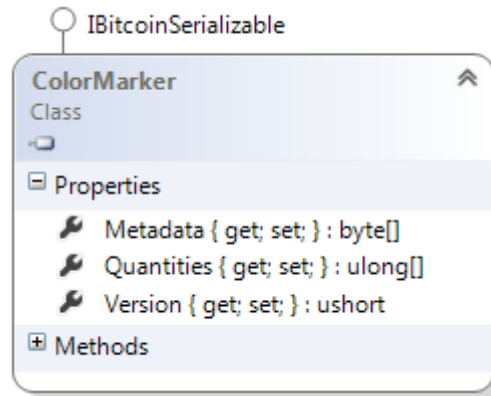 IBitcoinSerializable
ColorMarker
Class
Properties
Metadata { get; set; } : byte[]
Quantities { get; set; } : ulong[]
Version { get; set; } : ushort
Methods